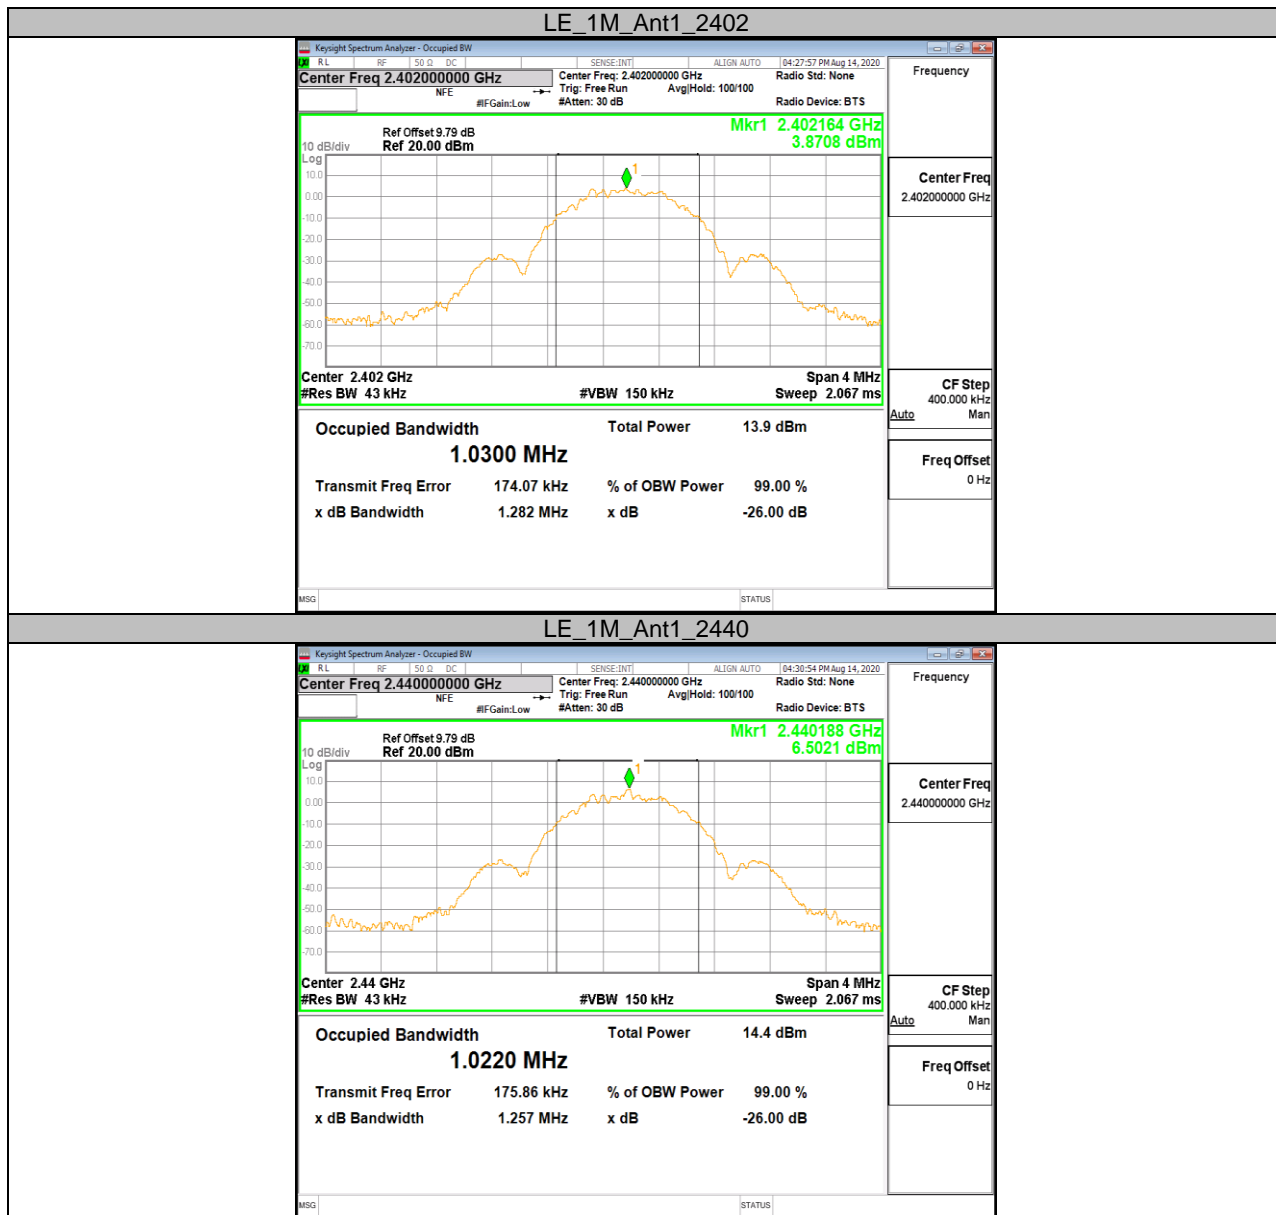 LE_1M_Ant1_2402
Keysight Spectrum Analyzer - Occupied BW
RL RF 50 Ω DC SENSE:INT ALIGN AUTO 04:27:57 PM Aug 14, 2020
Center Freq 2.402000000 GHz Center Freq: 2.402000000 GHz Radio Std: None Frequency
NFE Trig: Free Run Avg|Hold: 100/100
#IFGain:Low #Atten: 30 dB Radio Device: BTS
Mkr1 2.402164 GHz
Ref Offset 9.79 dB 3.8708 dBm
10 dB/div Ref 20.00 dBm
Log
1
10.0
0.00
-10.0
-20.0
-30.0
-40.0
-50.0
-60.0
-70.0
Center Freq
2.402000000 GHz
Center 2.402 GHz Span 4 MHz
#Res BW 43 kHz #VBW 150 kHz Sweep 2.067 ms
CF Step
400.000 kHz
Auto Man
Occupied Bandwidth Total Power 13.9 dBm
1.0300 MHz
Freq Offset
0 Hz
Transmit Freq Error 174.07 kHz % of OBW Power 99.00 %
x dB Bandwidth 1.282 MHz x dB -26.00 dB
MSG STATUS
LE_1M_Ant1_2440
Keysight Spectrum Analyzer - Occupied BW
RL RF 50 Ω DC SENSE:INT ALIGN AUTO 04:30:54 PM Aug 14, 2020
Center Freq 2.440000000 GHz Center Freq: 2.440000000 GHz Radio Std: None Frequency
NFE Trig: Free Run Avg|Hold: 100/100
#IFGain:Low #Atten: 30 dB Radio Device: BTS
Mkr1 2.440188 GHz
Ref Offset 9.79 dB 6.5021 dBm
10 dB/div Ref 20.00 dBm
Log
1
10.0
0.00
-10.0
-20.0
-30.0
-40.0
-50.0
-60.0
-70.0
Center Freq
2.440000000 GHz
Center 2.44 GHz Span 4 MHz
#Res BW 43 kHz #VBW 150 kHz Sweep 2.067 ms
CF Step
400.000 kHz
Auto Man
Occupied Bandwidth Total Power 14.4 dBm
1.0220 MHz
Freq Offset
0 Hz
Transmit Freq Error 175.86 kHz % of OBW Power 99.00 %
x dB Bandwidth 1.257 MHz x dB -26.00 dB
MSG STATUS